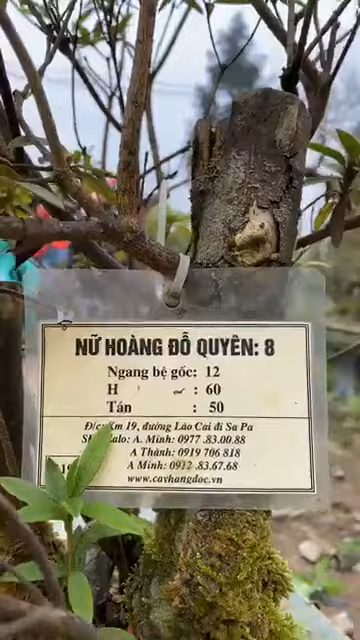 NỮ HOÀNG ĐỖ QUYÊN: 8
Ngang bệ gốc: 12
H : 60
Tán : 50
Km 19, đường Lào Cai đi Sa Pa
A. Minh: 0977 .83.00.88
A Thành: 0919 706 818
A Minh: 0912 .83.67.68
www.cayhangdoc.vn
19